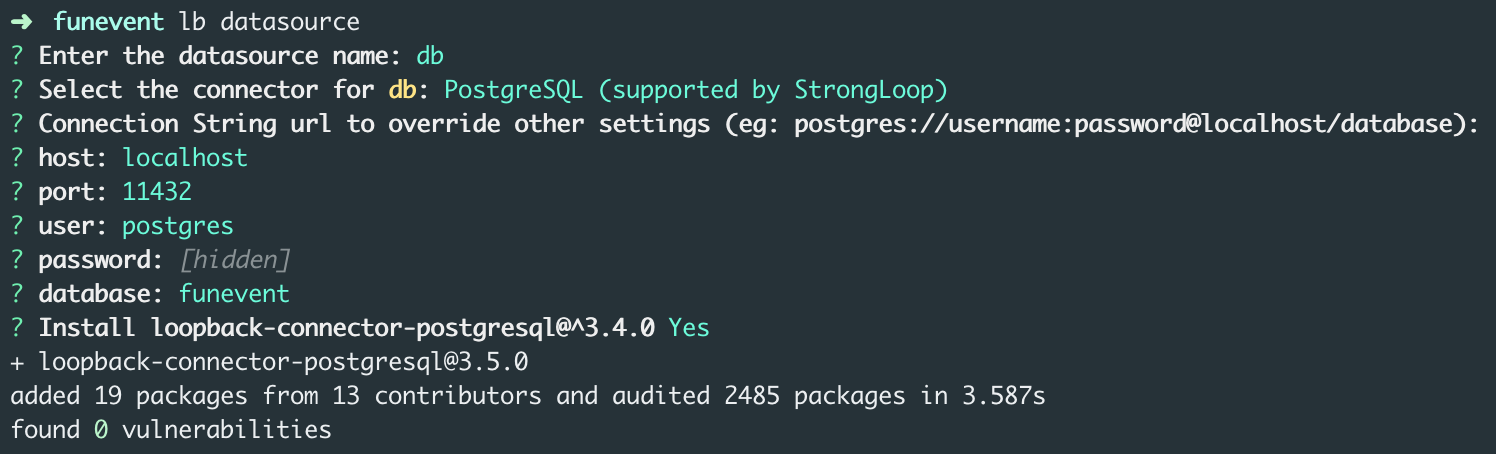 ➜ funevent lb datasource
? Enter the datasource name: db
? Select the connector for db: PostgreSQL (supported by StrongLoop)
? Connection String url to override other settings (eg: postgres://username:password@localhost/database):
? host: localhost
? port: 11432
? user: postgres
? password: [hidden]
? database: funevent
? Install loopback-connector-postgresql@^3.4.0 Yes
+ loopback-connector-postgresql@3.5.0
added 19 packages from 13 contributors and audited 2485 packages in 3.587s
found 0 vulnerabilities